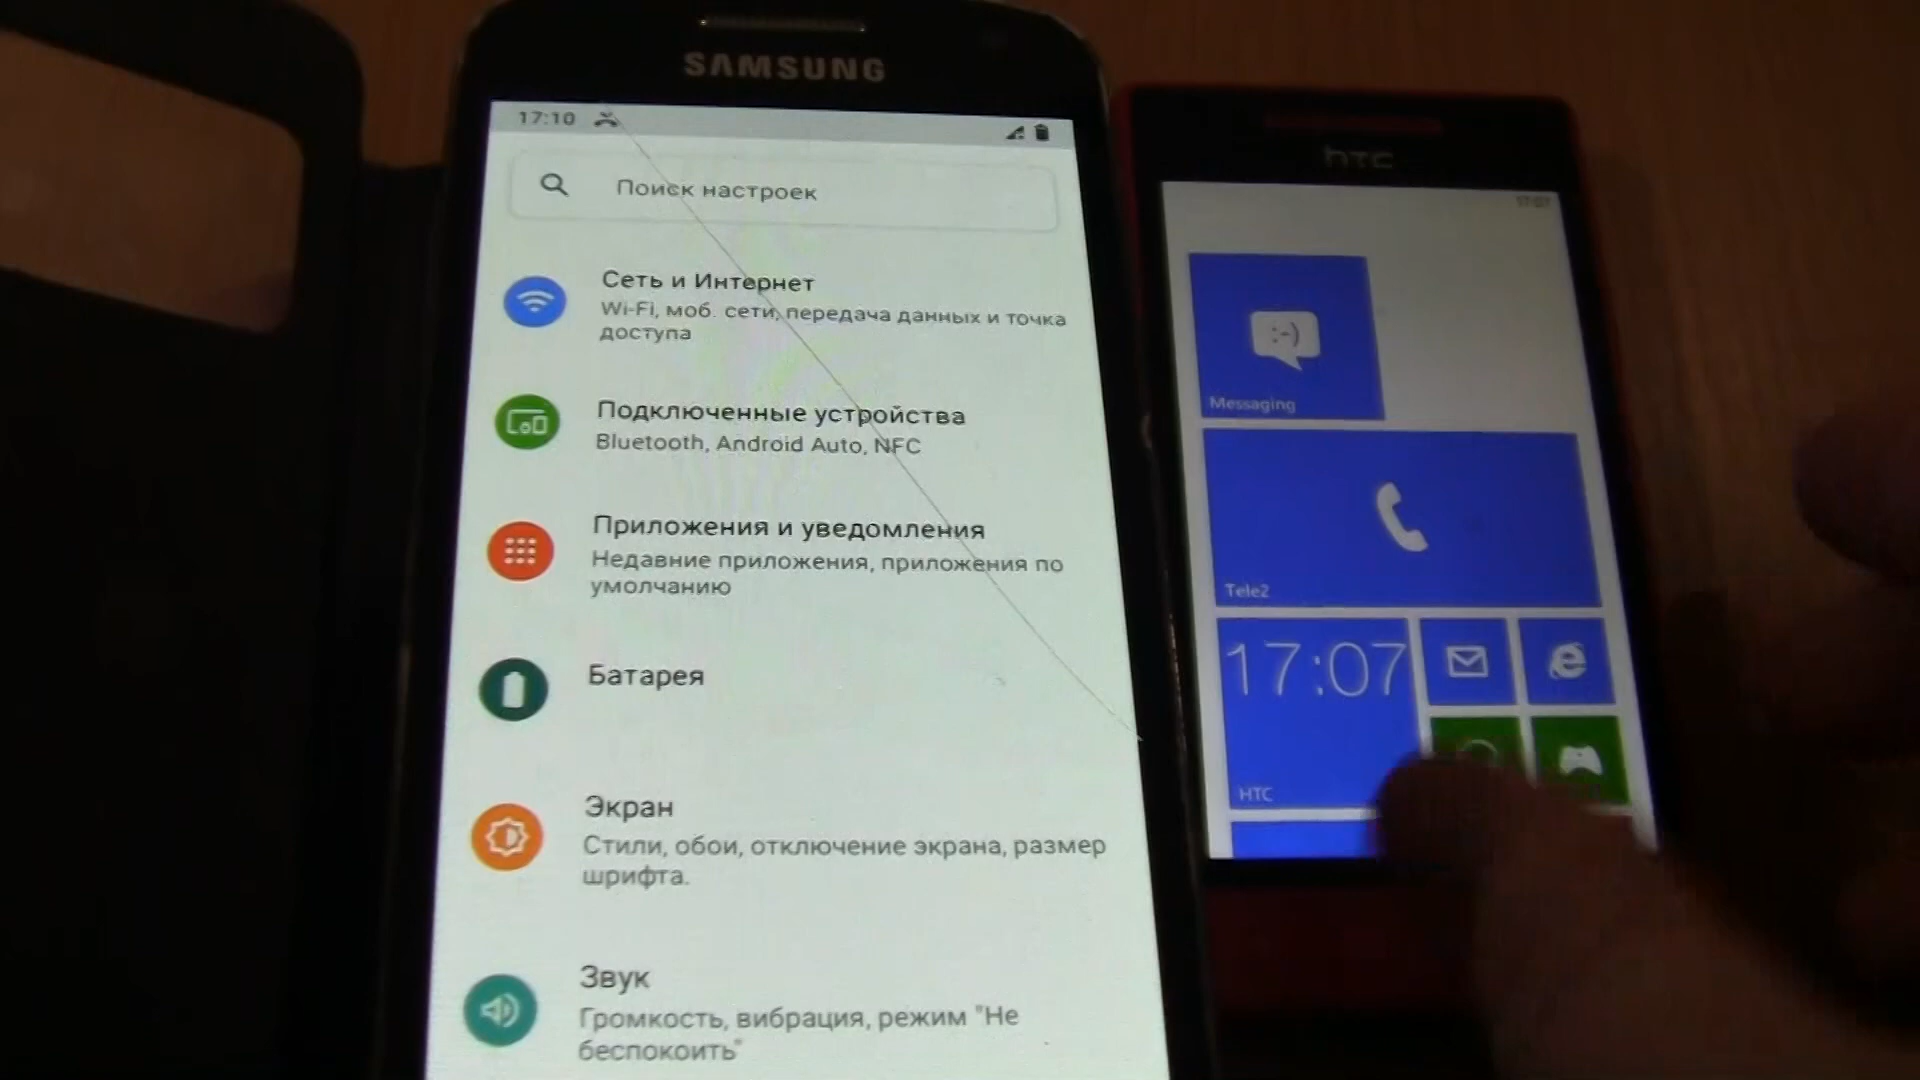 SAMSUNG
17:10
Поиск настроек
Сеть и Интернет
Wi-Fi, моб. сети, передача данных и точка
доступа
Подключенные устройства
Bluetooth, Android Auto, NFC
Приложения и уведомления
Недавние приложения, приложения по
умолчанию
Батарея
Экран
Стили, обои, отключение экрана, размер
шрифта.
Звук
Громкость, вибрация, режим "Не
беспокоить"
hTC
17:07
:-)
Messaging
Tele2
17:07
HTC